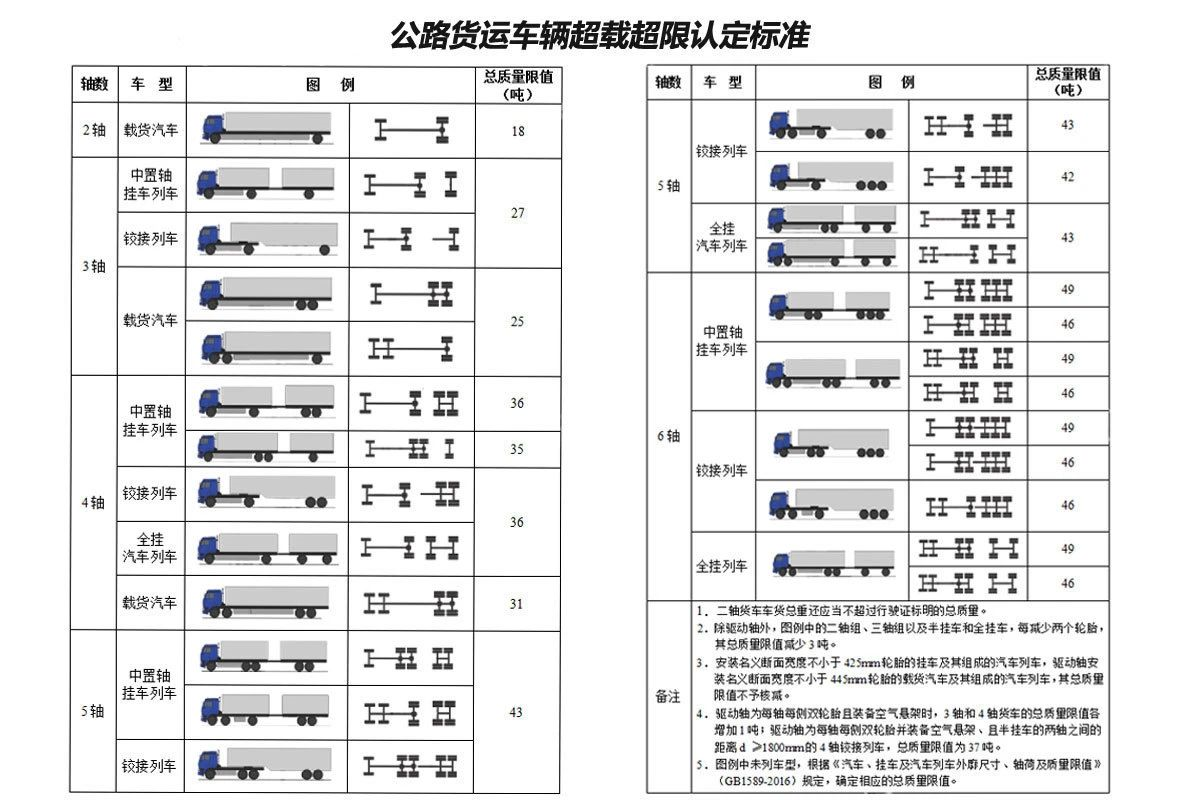 公路货运车辆超载超限认定标准
轴数 车 型 图 例 总质量限值
（吨）
2轴 载货汽车 18
3轴
中置轴
挂车列车
27
铰接列车
载货汽车 25
4轴
中置轴
挂车列车
36
35
铰接列车
36
全挂
汽车列车
载货汽车 31
5轴
中置轴
挂车列车
43
铰接列车
轴数 车 型 图 例 总质量限值
（吨）
5轴
铰接列车
43
42
全挂
汽车列车
43
6轴
中置轴
挂车列车
49
46
49
46
铰接列车
49
46
46
全挂列车
49
46
备注
1．二轴货车车货总重还应当不超过行驶证标明的总质量。
2．除驱动轴外，图例中的二轴组、三轴组以及半挂车和全挂车，每减少两个轮胎，
其总质量限值减少3吨。
3．安装名义断面宽度不小于425mm轮胎的挂车及其组成的汽车列车，驱动轴安
装名义断面宽度不小于445mm轮胎的载货汽车及其组成的汽车列车，其总质量
限值不予核减。
4．驱动轴为每轴每侧双轮胎且装备空气悬架时，3轴和4轴货车的总质量限值各
增加1吨；驱动轴为每轴每侧双轮胎并装备空气悬架、且半挂车的两轴之间的
距离d ≥1800mm的4轴铰接列车，总质量限值为37吨。
5．图例中未列车型，根据《汽车、挂车及汽车列车外廓尺寸、轴荷及质量限值》
（GB1589-2016）规定，确定相应的总质量限值。